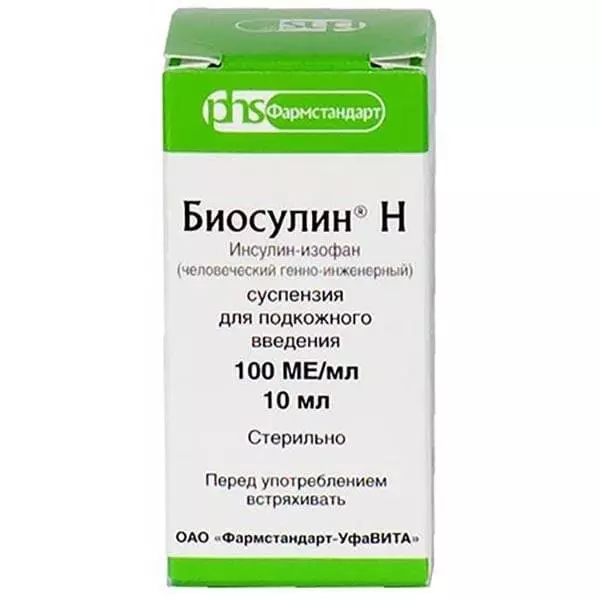 phs Фармстандарт
Биосулин® Н
Инсулин-изофан
(человеческий генно-инженерный)
суспензия
для подкожного
введения
100 МЕ/мл
10 мл
Стерильно
Перед употреблением
встряхивать
ОАО «Фармстандарт-УфаВИТА»